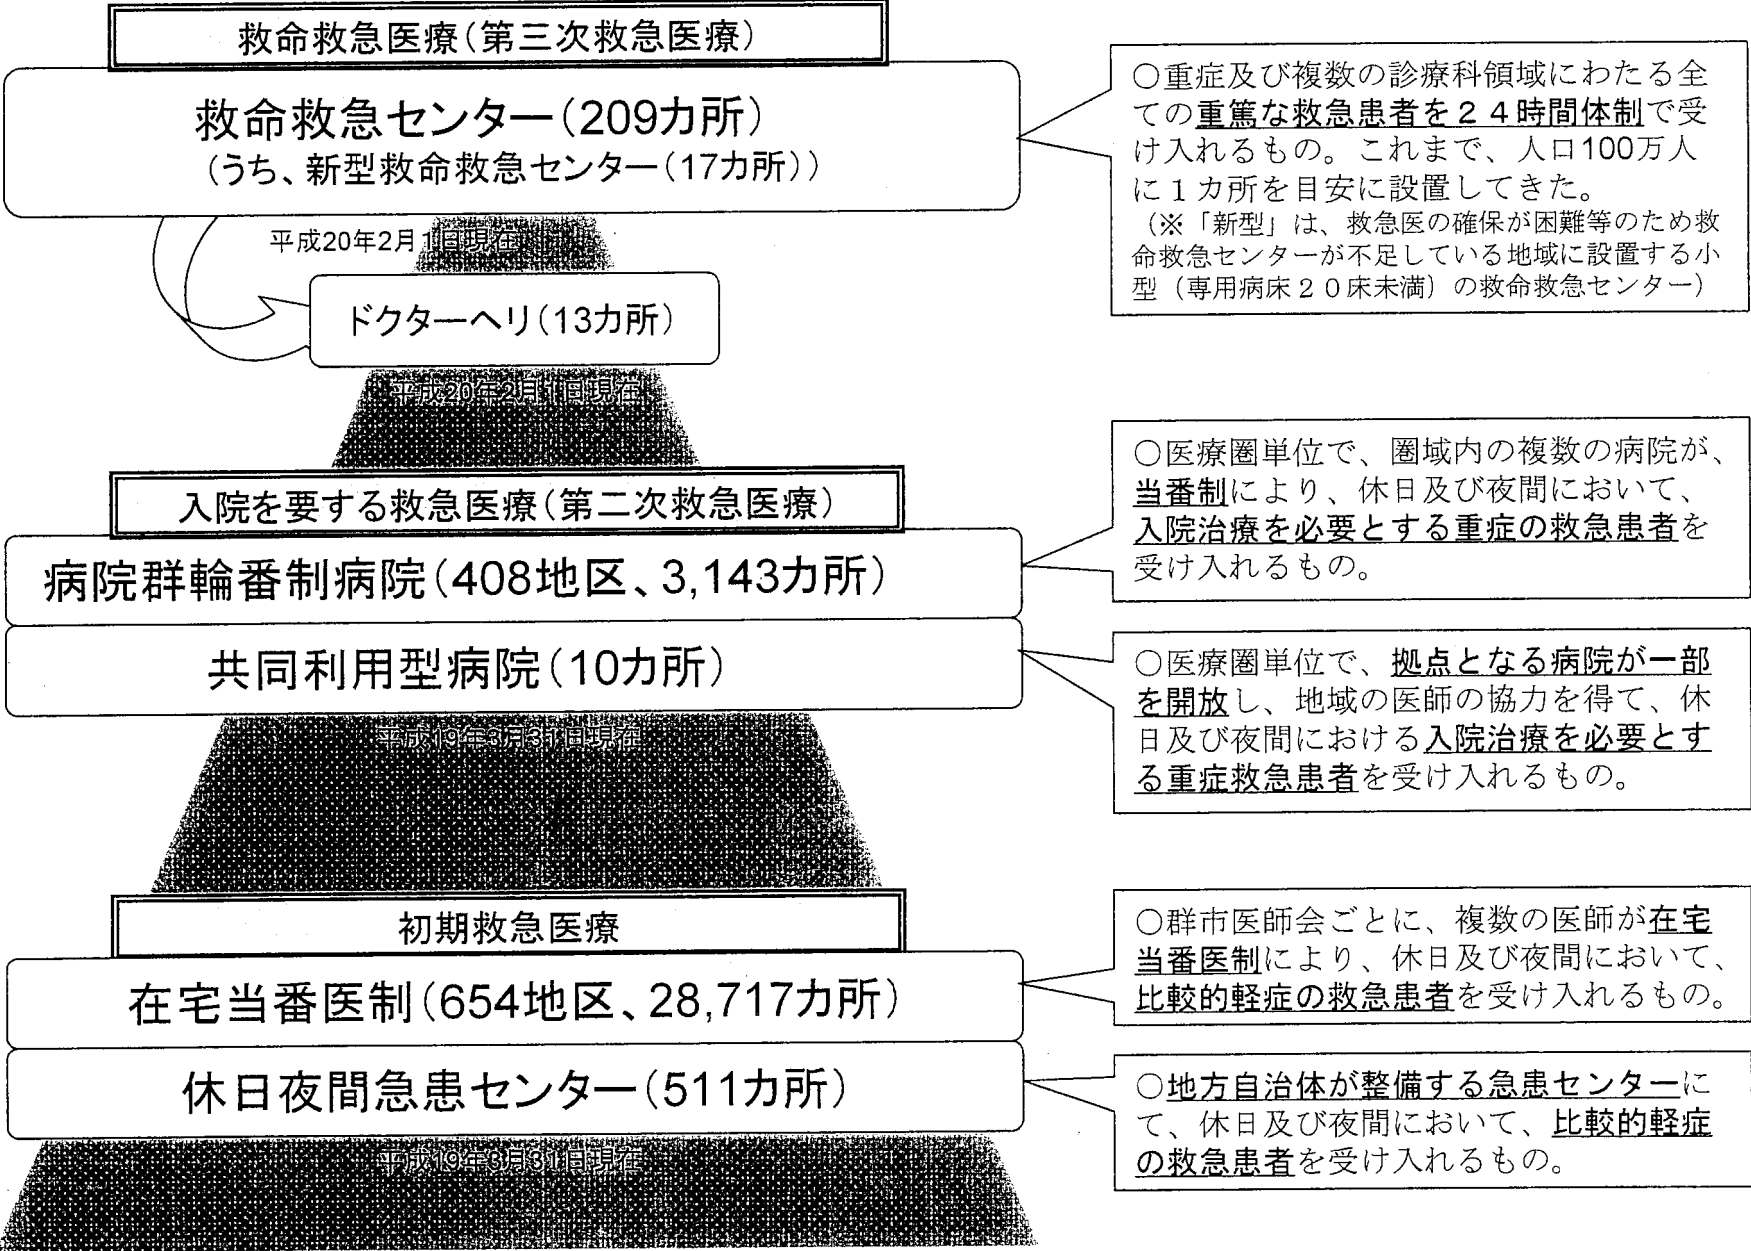 救命救急医療(第三次救急医療)
救命救急センター(209カ所)
(うち、新型救命救急センター(17カ所))
平成20年2月1日現在
ドクターヘリ(13カ所)
平成20年2月1日現在
○重症及び複数の診療科領域にわたる全
ての重篤な救急患者を24時間体制で受
け入れるもの。これまで、人口100万人
に1カ所を目安に設置してきた。
(※「新型」は、救急医の確保が困難等のため救
命救急センターが不足している地域に設置する小
型(専用病床20床未満)の救命救急センター)
入院を要する救急医療(第二次救急医療)
病院群輪番制病院(408地区、3,143カ所)
共同利用型病院(10カ所)
平成19年3月31日現在
○医療圏単位で、圏域内の複数の病院が、
当番制により、休日及び夜間において、
入院治療を必要とする重症の救急患者を
受け入れるもの。
○医療圏単位で、拠点となる病院が一部
を開放し、地域の医師の協力を得て、休
日及び夜間における入院治療を必要とす
る重症救急患者を受け入れるもの。
初期救急医療
在宅当番医制(654地区、28,717カ所)
休日夜間急患センター(511カ所)
平成19年3月31日現在
○群市医師会ごとに、複数の医師が在宅
当番医制により、休日及び夜間において、
比較的軽症の救急患者を受け入れるもの。
○地方自治体が整備する急患センターに
て、休日及び夜間において、比較的軽症
の救急患者を受け入れるもの。